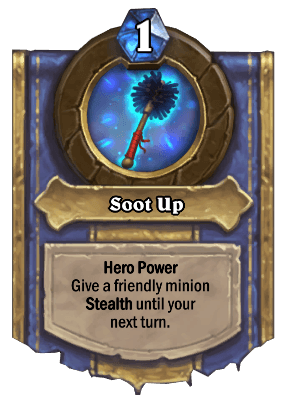 1
Soot Up
Hero Power
Give a friendly minion
Stealth until your
next turn.